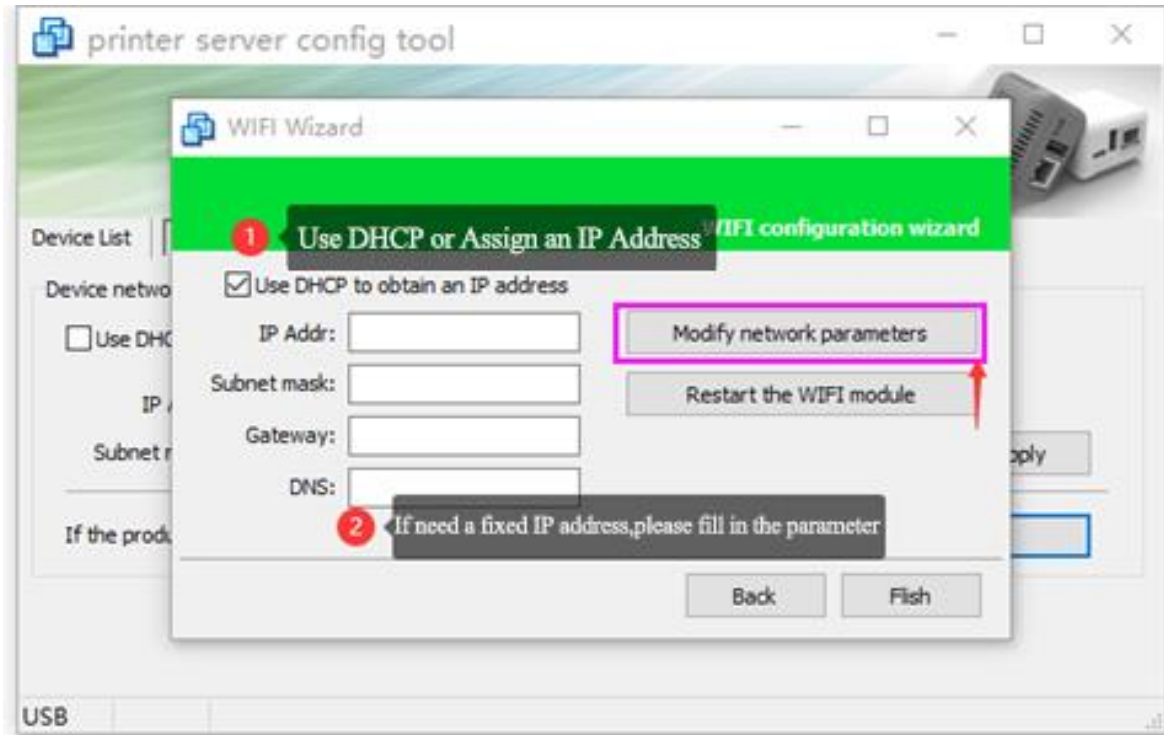 printer server config tool
WIFI Wizard
WIFI configuration wizard
1 Use DHCP or Assign an IP Address
Device List
Use DHCP to obtain an IP address
Device netwo
IP Addr:
Modify network parameters
Use DHC
Subnet mask:
Restart the WIFI module
IP
Gateway:
Subnet
pply
DNS:
2 If need a fixed IP address,please fill in the parameter
If the produ
Back
Flish
USB